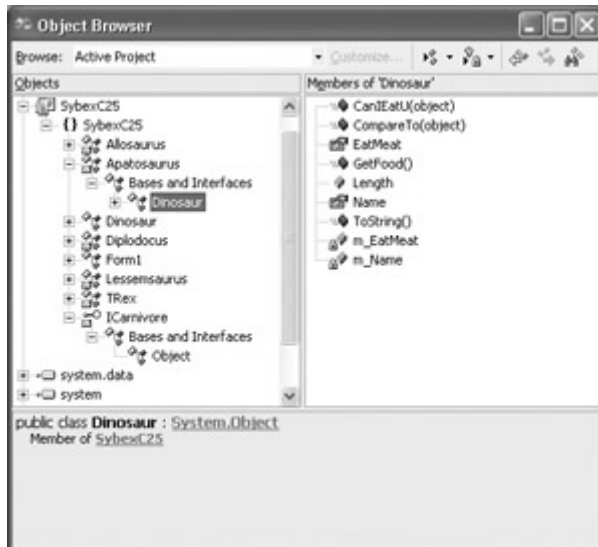 Object Browser
Browse: Active Project
Customize...
Objects
SybexC25
{} SybexC25
Allosaurus
Apatosaurus
Bases and Interfaces
Dinosaur
Dinosaur
Diplodocus
Form1
Lessemsaurus
TRex
ICarnivore
Bases and Interfaces
Object
system.data
system
Members of 'Dinosaur'
CanIEatU(object)
CompareTo(object)
EatMeat
GetFood()
Length
Name
ToString()
m_EatMeat
m_Name
public class Dinosaur : System.Object
Member of SybexC25